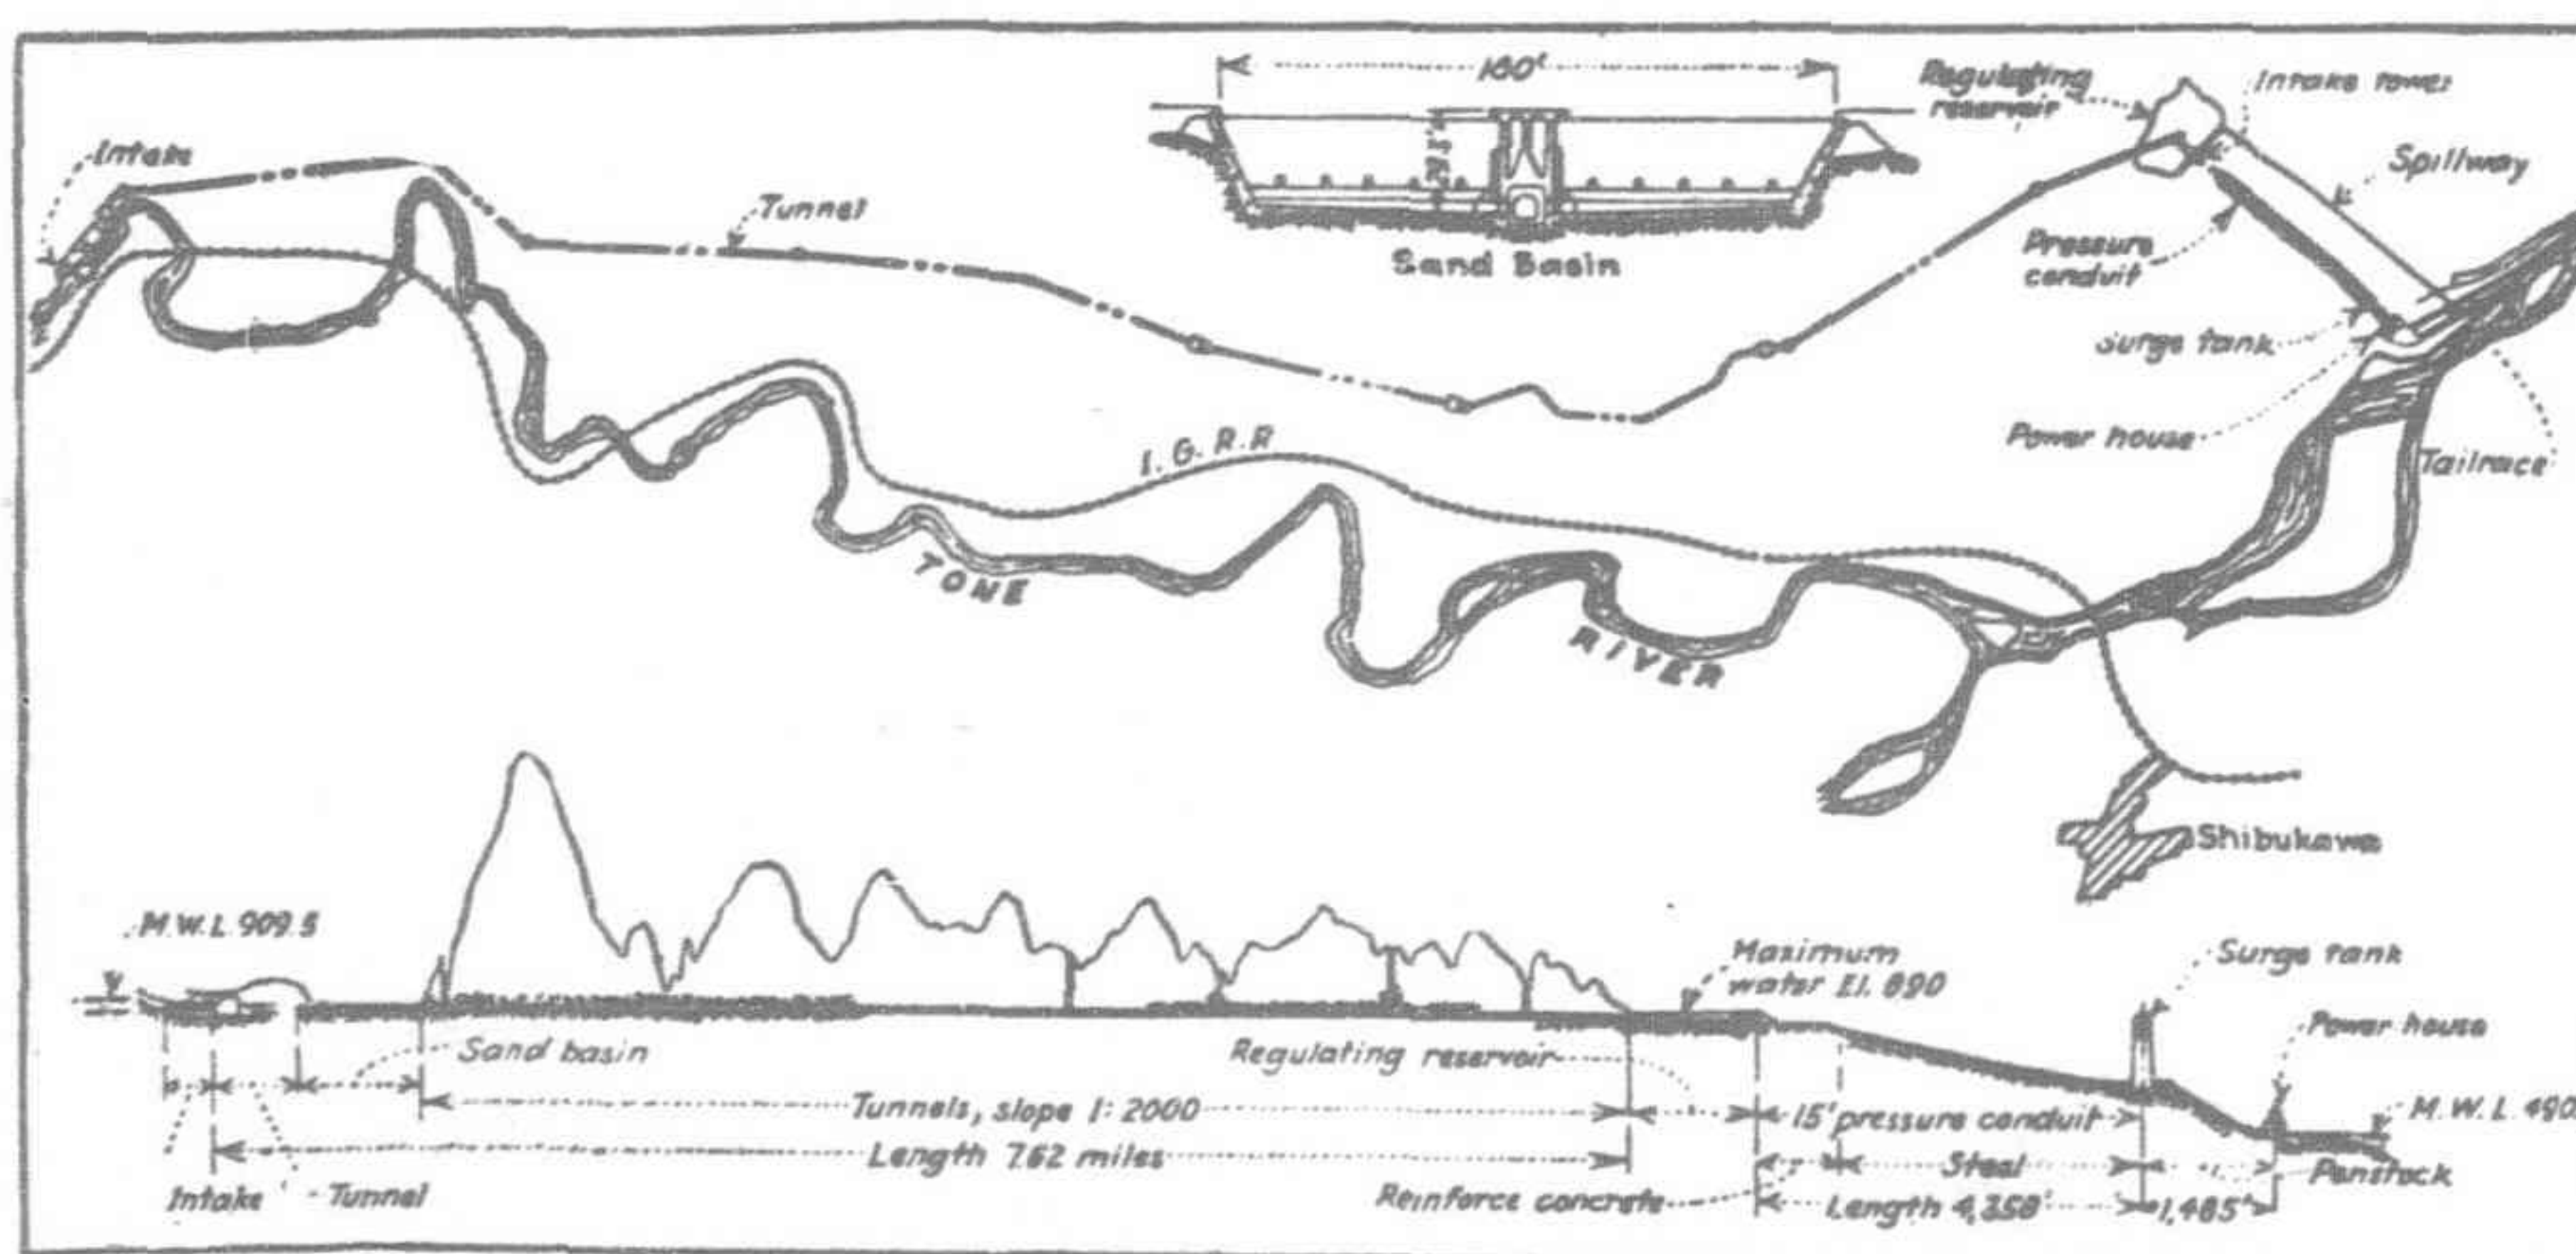 160'
Regulating
reservoir
Intake tower
Intake
Spillway
Tunnel
Pressure
conduit
Sand Basin
Surge tank
I. G. R. R
Power house
Tailrace
TONE
RIVER
Shibukawa
M.W.L. 909.5
Maximum
water El. 890
Surge tank
Power house
Sand basin
Regulating reservoir
Tunnels, slope 1:2000
15' pressure conduit
M.W.L. 490
Length 7.62 miles
Steel
Penstock
Intake
Tunnel
Reinforce concrete
Length 4,358'
1,485'